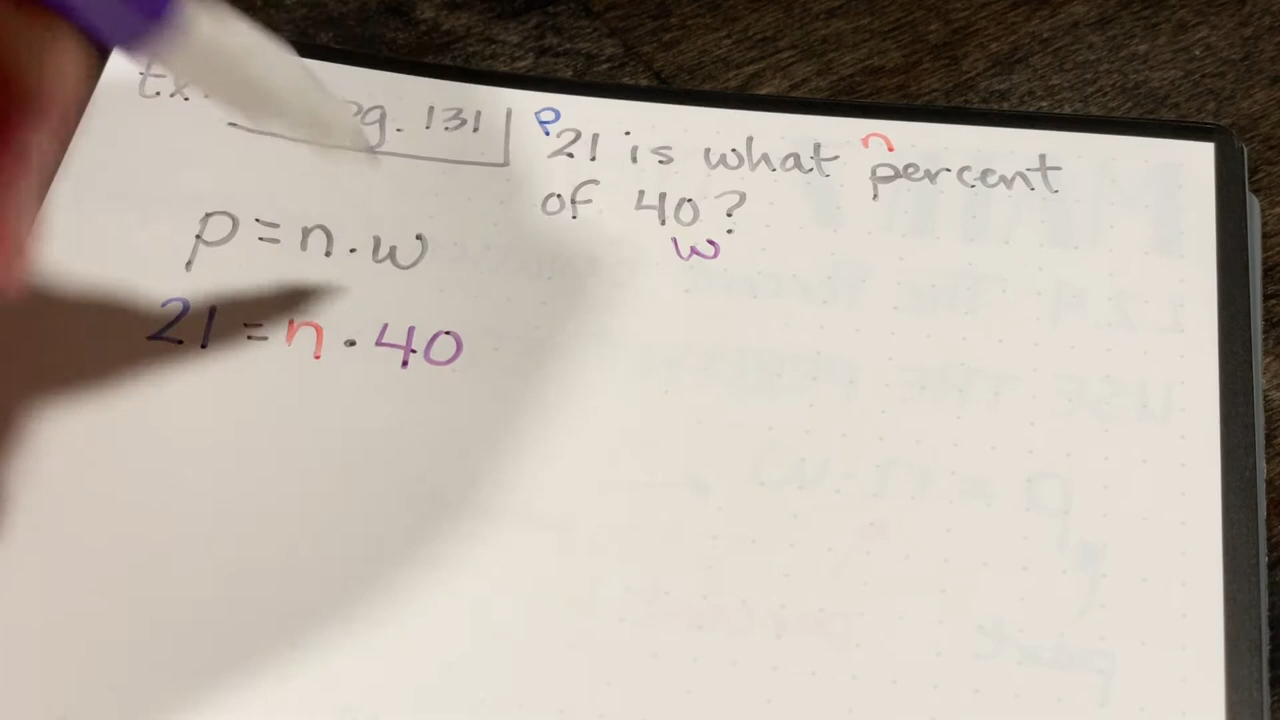 pg. 131
p 21 is what n percent
of 40?
w
p = n · w
21 = n · 40